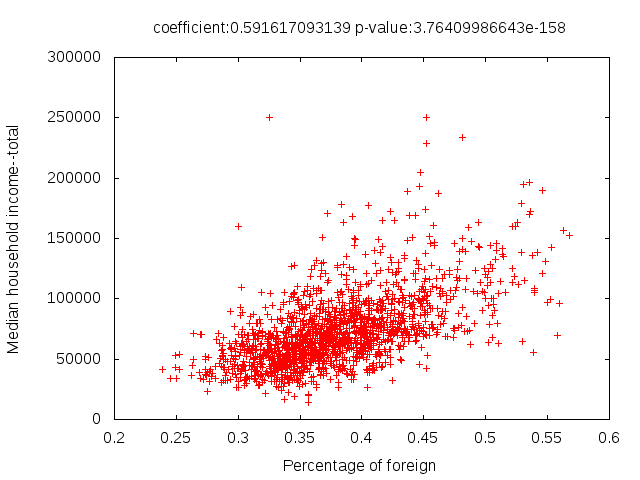 coefficient:0.591617093139 p-value:3.76409986643e-158
300000
250000
200000
150000
100000
50000
0
Median household income--total
0.2 0.25 0.3 0.35 0.4 0.45 0.5 0.55 0.6
Percentage of foreign